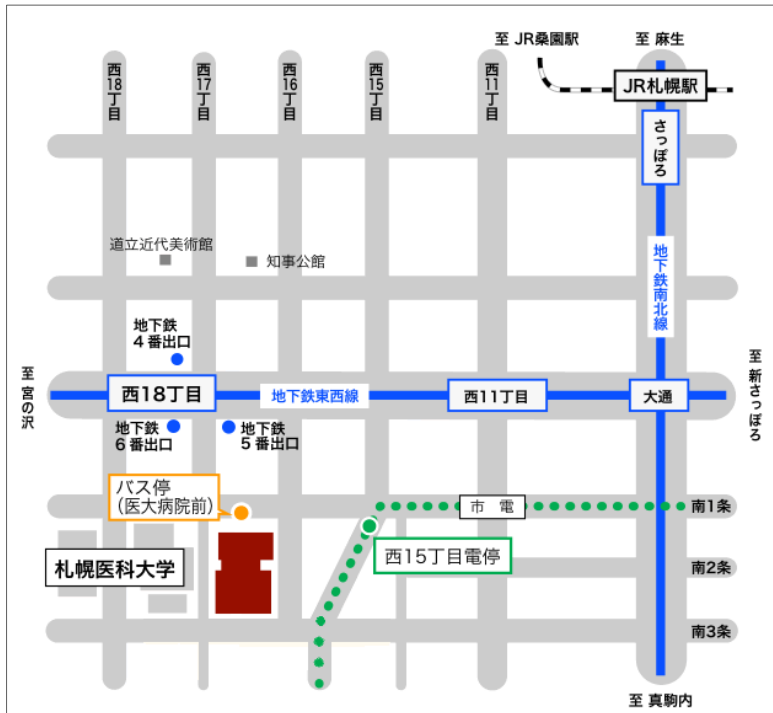 至 JR桑園駅
至 麻生
西18丁目
西17丁目
西16丁目
西15丁目
西11丁目
JR札幌駅
さっぽろ
道立近代美術館
知事公館
地下鉄南北線
地下鉄
4番出口
至 宮の沢
西18丁目
地下鉄東西線
西11丁目
大通
至 新さっぽろ
地下鉄
6番出口
地下鉄
5番出口
バス停
(医大病院前)
市 電
南1条
札幌医科大学
西15丁目電停
南2条
南3条
至 真駒内